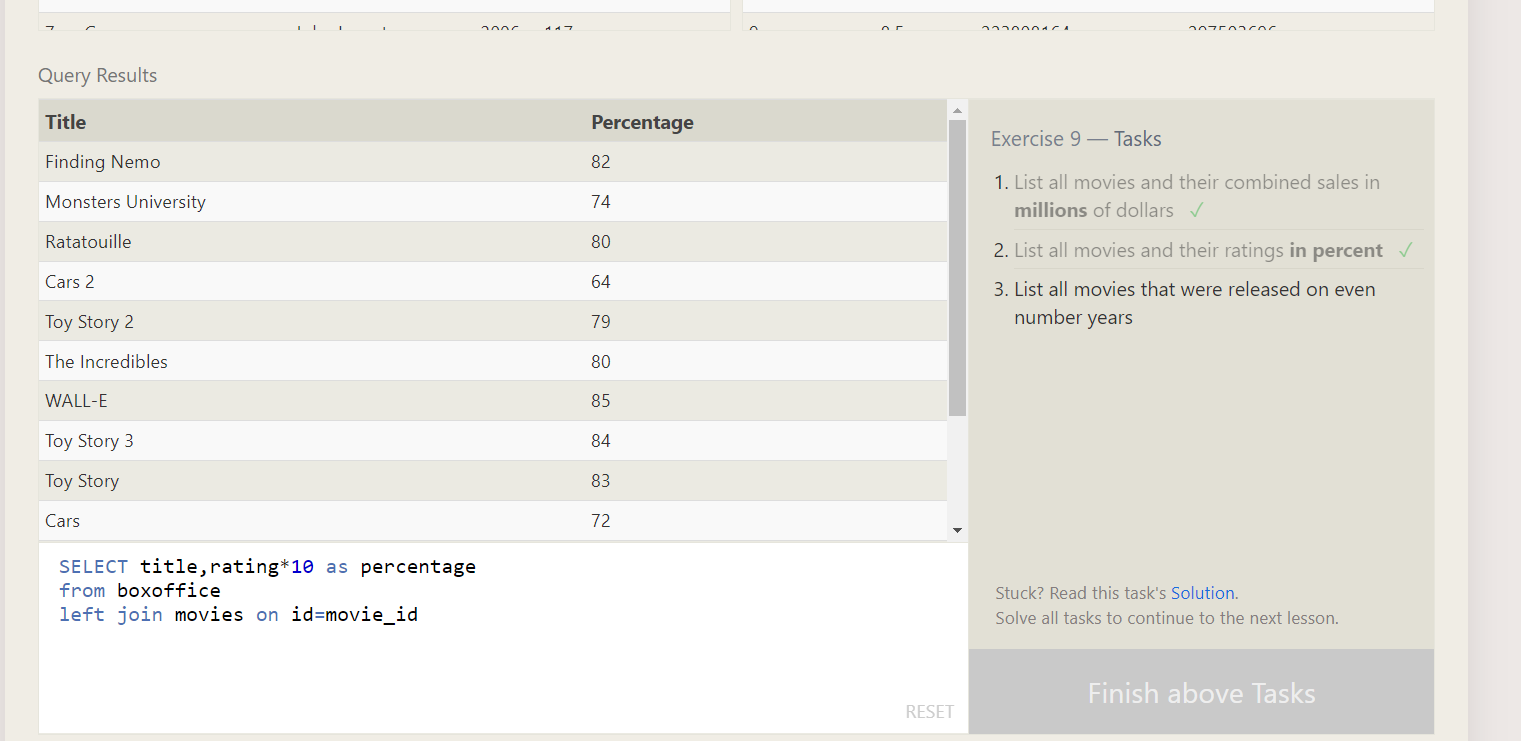 Query Results
Title Percentage
Finding Nemo 82
Monsters University 74
Ratatouille 80
Cars 2 64
Toy Story 2 79
The Incredibles 80
WALL-E 85
Toy Story 3 84
Toy Story 83
Cars 72
SELECT title,rating*10 as percentage
from boxoffice
left join movies on id=movie_id
RESET
Exercise 9 — Tasks
1. List all movies and their combined sales in
millions of dollars ✓
2. List all movies and their ratings in percent ✓
3. List all movies that were released on even
number years
Stuck? Read this task's Solution.
Solve all tasks to continue to the next lesson.
Finish above Tasks